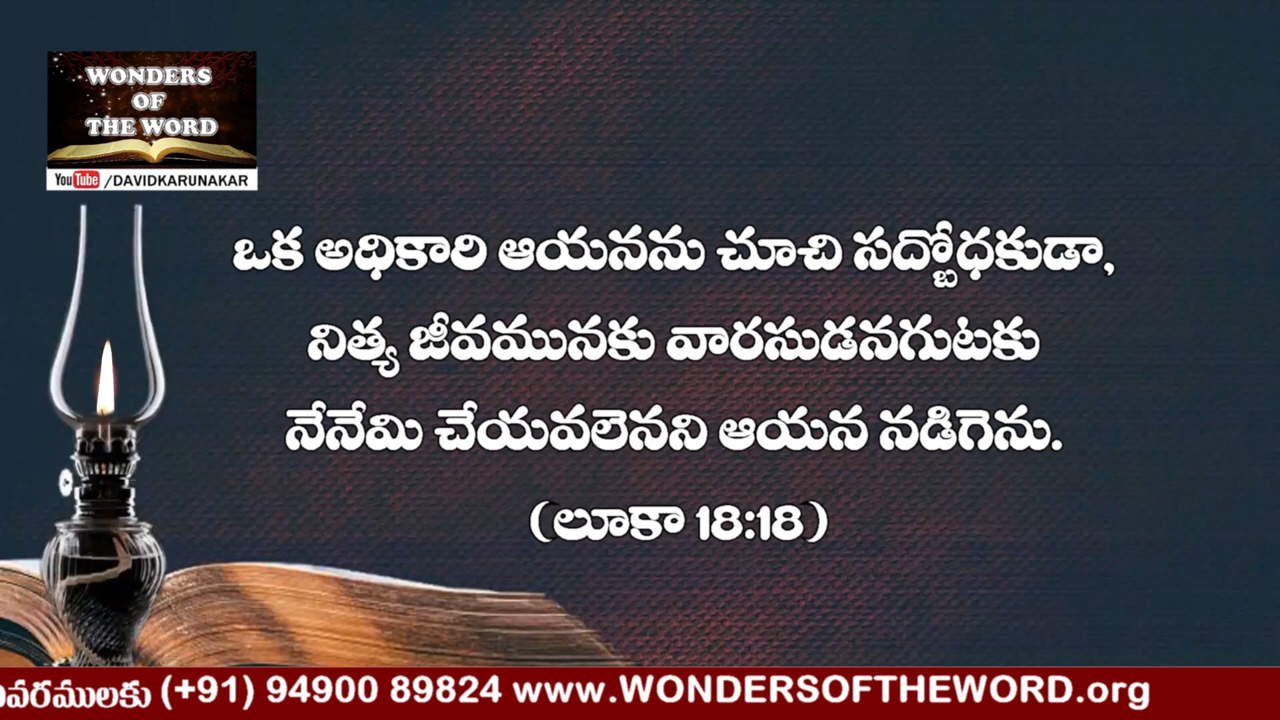 WONDERS
OF
THE WORD
YouTube /DAVIDKARUNAKAR
ఒక అధికారి ఆయనను చూచి సద్బోధకుడా,
నిత్య జీవమునకు వారసుడనగుటకు
నేనేమి చేయవలెనని ఆయన నడిగెను.
(లూకా 18:18)
(+91) 94900 89824 www.WONDERSOFTHEWORD.org